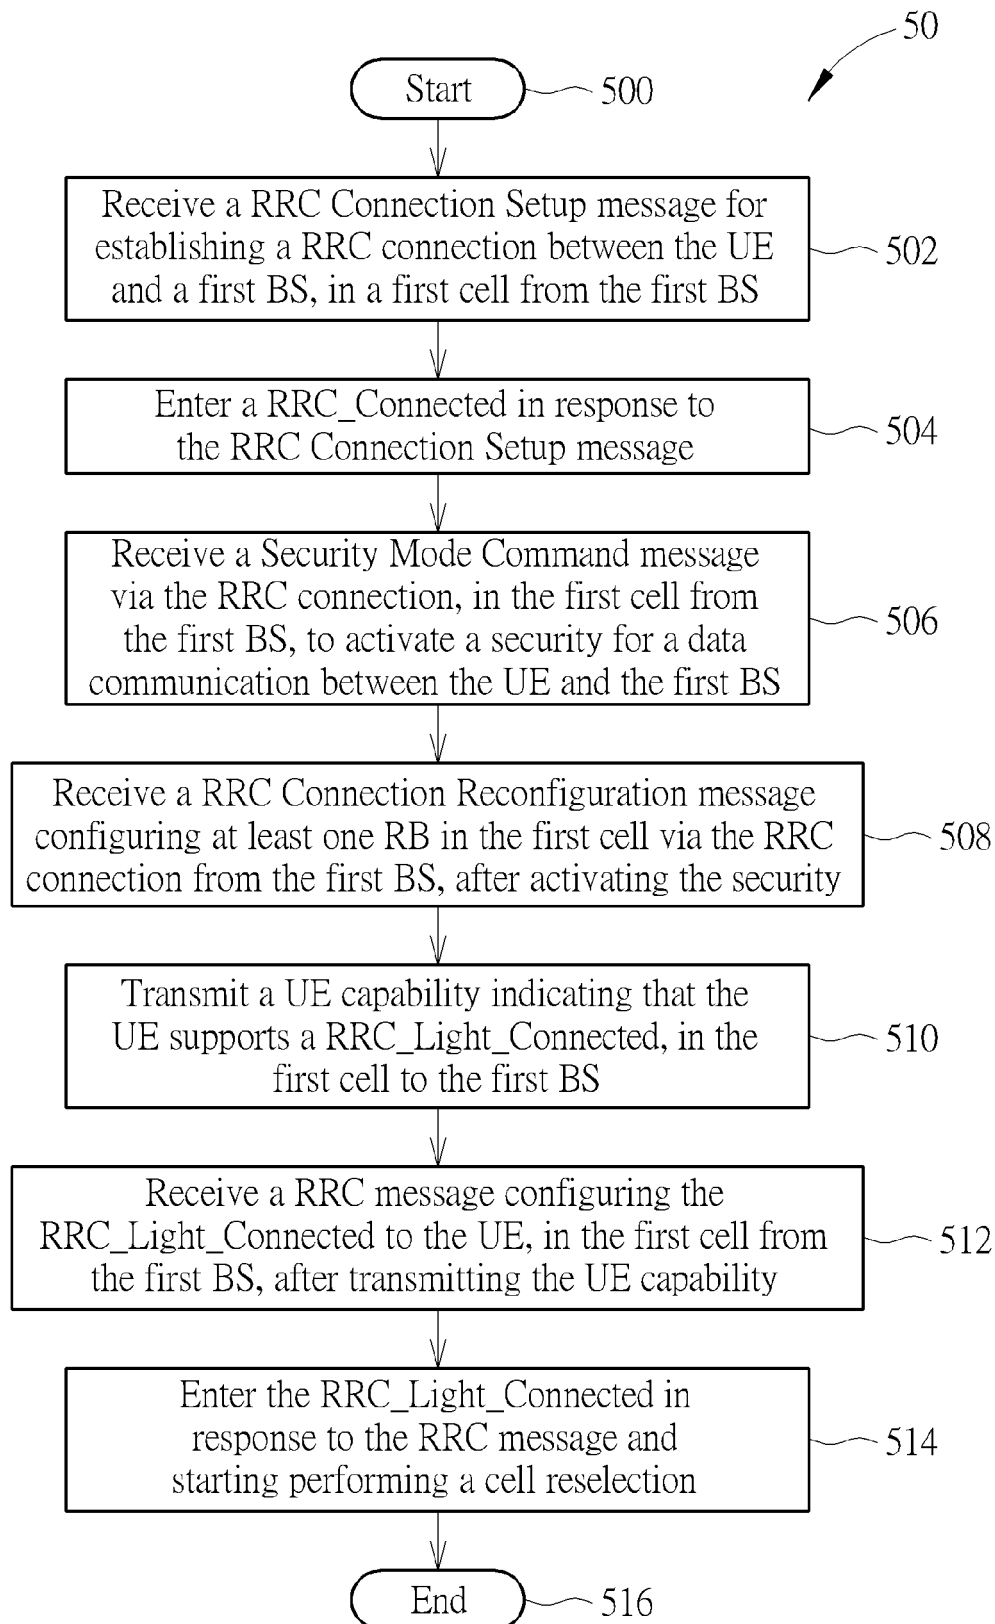 50
Start
500
Receive a RRC Connection Setup message for
establishing a RRC connection between the UE
and a first BS, in a first cell from the first BS
502
Enter a RRC_Connected in response to
the RRC Connection Setup message
504
Receive a Security Mode Command message
via the RRC connection, in the first cell from
the first BS, to activate a security for a data
communication between the UE and the first BS
506
Receive a RRC Connection Reconfiguration message
configuring at least one RB in the first cell via the RRC
connection from the first BS, after activating the security
508
Transmit a UE capability indicating that the
UE supports a RRC_Light_Connected, in the
first cell to the first BS
510
Receive a RRC message configuring the
RRC_Light_Connected to the UE, in the first cell from
the first BS, after transmitting the UE capability
512
Enter the RRC_Light_Connected in
response to the RRC message and
starting performing a cell reselection
514
End
516